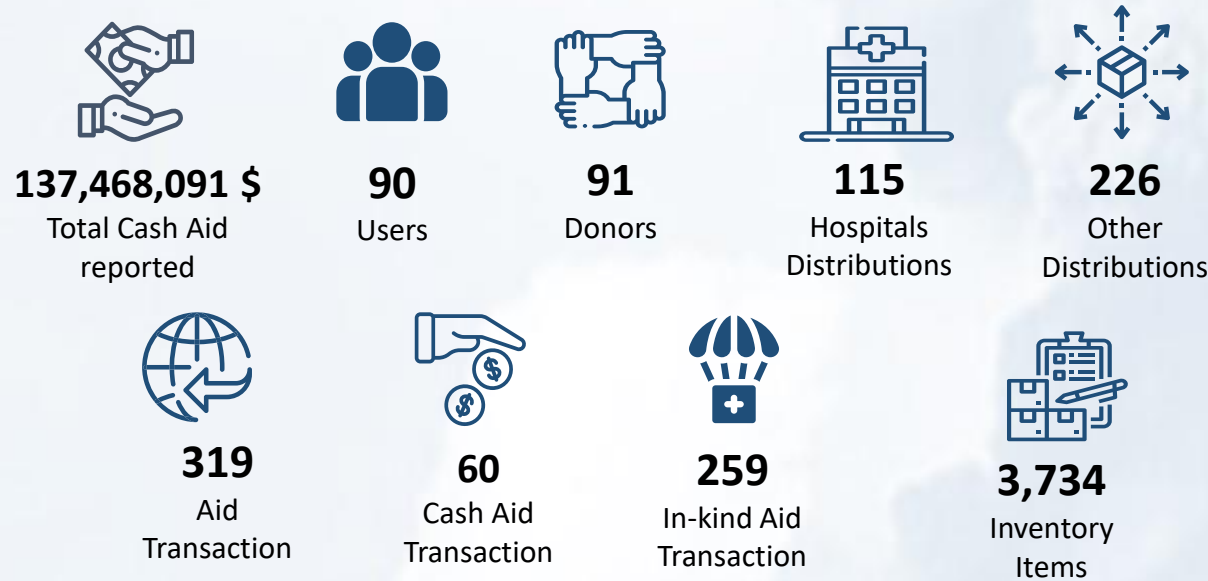 137,468,091 $
Total Cash Aid
reported
90
Users
91
Donors
115
Hospitals
Distributions
226
Other
Distributions
319
Aid
Transaction
60
Cash Aid
Transaction
259
In-kind Aid
Transaction
3,734
Inventory
Items